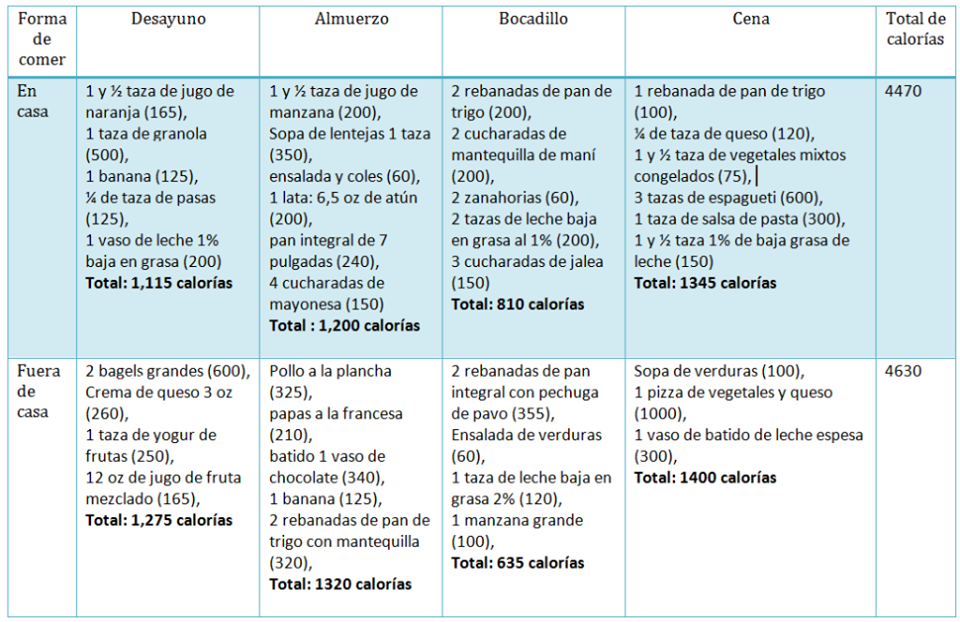 Forma de comer
Desayuno
Almuerzo
Bocadillo
Cena
Total de calorías
En casa
1 y ½ taza de jugo de
naranja (165),
1 taza de granola
(500),
1 banana (125),
¼ de taza de pasas
(125),
1 vaso de leche 1%
baja en grasa (200)
Total: 1,115 calorías
1 y ½ taza de jugo de
manzana (200),
Sopa de lentejas 1 taza
(350),
ensalada y coles (60),
1 lata: 6,5 oz de atún
(200),
pan integral de 7
pulgadas (240),
4 cucharadas de
mayonesa (150)
Total : 1,200 calorías
2 rebanadas de pan de
trigo (200),
2 cucharadas de
mantequilla de maní
(200),
2 zanahorias (60),
2 tazas de leche baja
en grasa al 1% (200),
3 cucharadas de jalea
(150)
Total: 810 calorías
1 rebanada de pan de trigo
(100),
¼ de taza de queso (120),
1 y ½ taza de vegetales mixtos
congelados (75),
3 tazas de espagueti (600),
1 taza de salsa de pasta (300),
1 y ½ taza 1% de baja grasa de
leche (150)
Total: 1345 calorías
4470
Fuera de casa
2 bagels grandes (600),
Crema de queso 3 oz
(260),
1 taza de yogur de
frutas (250),
12 oz de jugo de fruta
mezclado (165),
Total: 1,275 calorías
Pollo a la plancha
(325),
papas a la francesa
(210),
batido 1 vaso de
chocolate (340),
1 banana (125),
2 rebanadas de pan de
trigo con mantequilla
(320),
Total: 1320 calorías
2 rebanadas de pan
integral con pechuga
de pavo (355),
Ensalada de verduras
(60),
1 taza de leche baja en
grasa 2% (120),
1 manzana grande
(100),
Total: 635 calorías
Sopa de verduras (100),
1 pizza de vegetales y queso
(1000),
1 vaso de batido de leche espesa
(300),
Total: 1400 calorías
4630